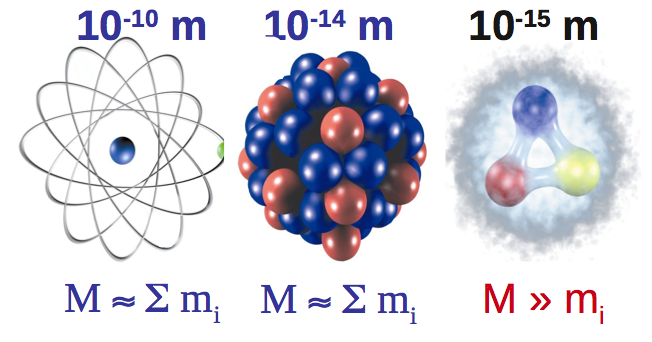 10⁻¹⁰ m
10⁻¹⁴ m
10⁻¹⁵ m
M ≈ Σ mᵢ
M ≈ Σ mᵢ
M » mᵢ